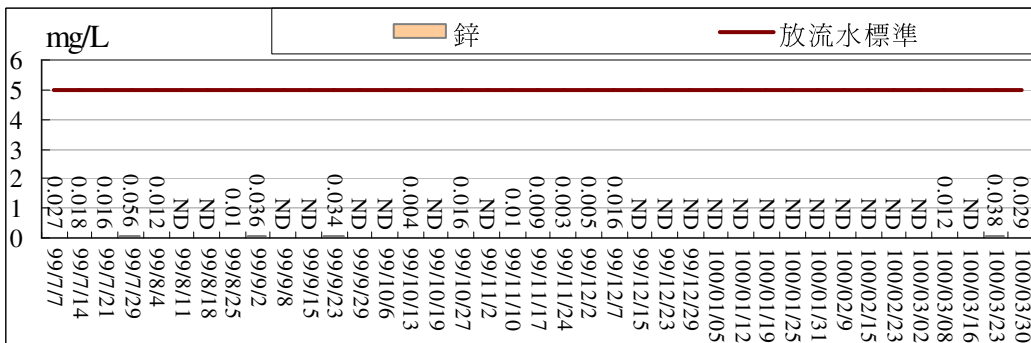 mg/L
鋅
放流水標準
6
5
4
3
2
1
0
0.027
0.018
0.016
0.056
0.012
ND
ND
0.01
0.036
ND
ND
0.034
ND
ND
0.004
ND
0.016
ND
0.01
0.009
0.003
0.005
0.016
ND
ND
ND
ND
ND
ND
ND
ND
ND
ND
ND
ND
0.012
ND
0.038
0.029
99/7/7
99/7/14
99/7/21
99/7/29
99/8/4
99/8/11
99/8/18
99/8/25
99/9/2
99/9/8
99/9/15
99/9/23
99/9/29
99/10/6
99/10/13
99/10/19
99/10/27
99/11/2
99/11/10
99/11/17
99/11/24
99/12/2
99/12/7
99/12/15
99/12/23
99/12/29
100/01/05
100/01/12
100/01/19
100/01/25
100/01/31
100/02/9
100/02/15
100/02/23
100/03/02
100/03/08
100/03/16
100/03/23
100/03/30